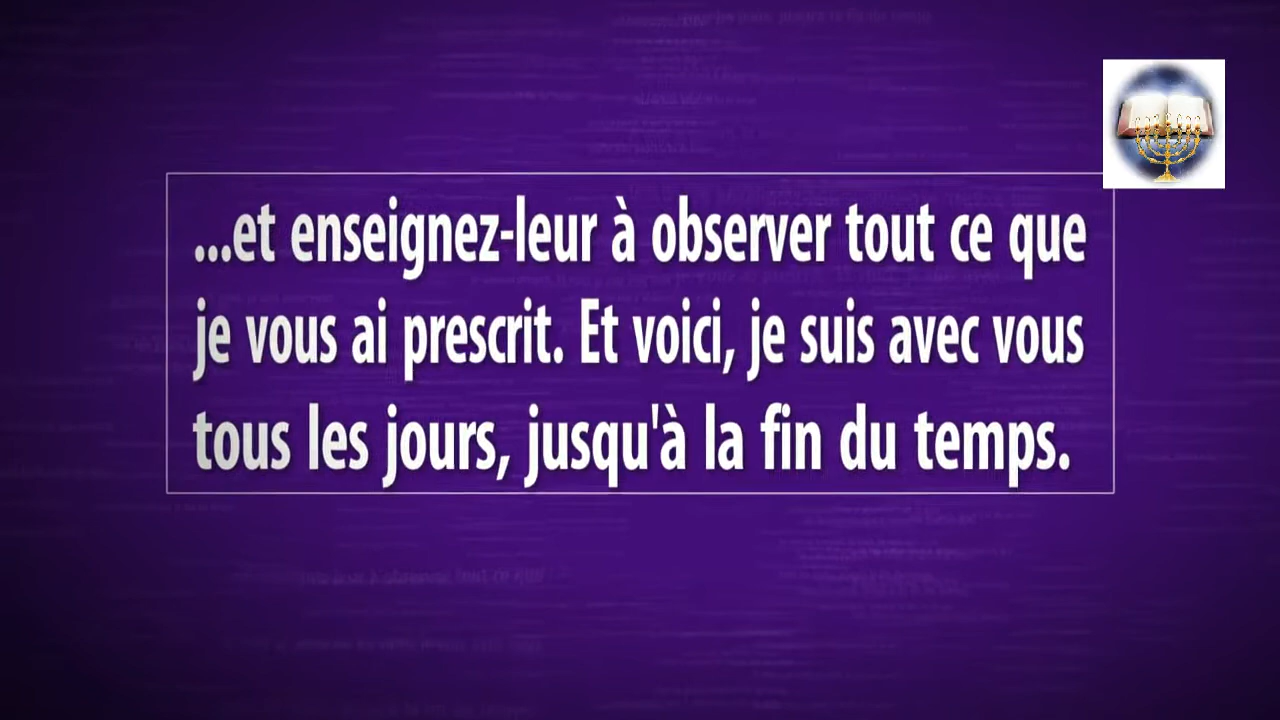 ...et enseignez-leur à observer tout ce que
je vous ai prescrit. Et voici, je suis avec vous
tous les jours, jusqu'à la fin du temps.